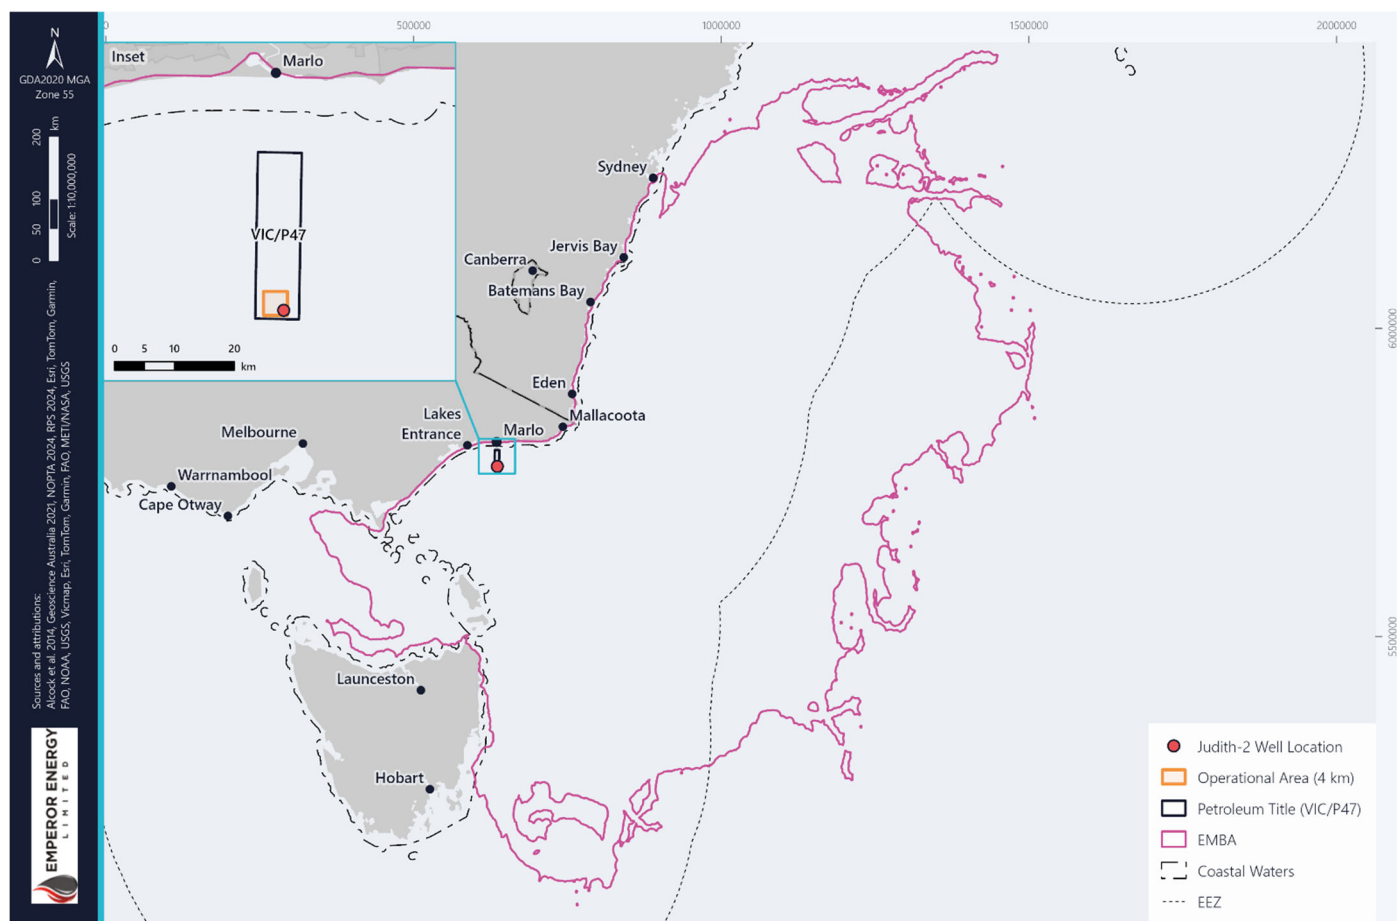 0
500000
1000000
1500000
2000000
N
GDA2020 MGA
Zone 55
0 50 100 200
km
Scale: 1:10,000,000
Sources and attributions:
Alcock et al. 2014, Geoscience Australia 2021, NOPTA 2024, RPS 2024, Esri, TomTom, Garmin,
FAO, NOAA, USGS, Vicmap, Esri, TomTom, Garmin, FAO, METI/NASA, USGS
EMPEROR ENERGY
LIMITED
Inset
Marlo
VIC/P47
0 5 10 20
km
Sydney
Jervis Bay
Canberra
Batemans Bay
Eden
Mallacoota
Lakes
Entrance
Marlo
Melbourne
Warrnambool
Cape Otway
Launceston
Hobart
6000000
5500000
Judith-2 Well Location
Operational Area (4 km)
Petroleum Title (VIC/P47)
EMBA
Coastal Waters
EEZ